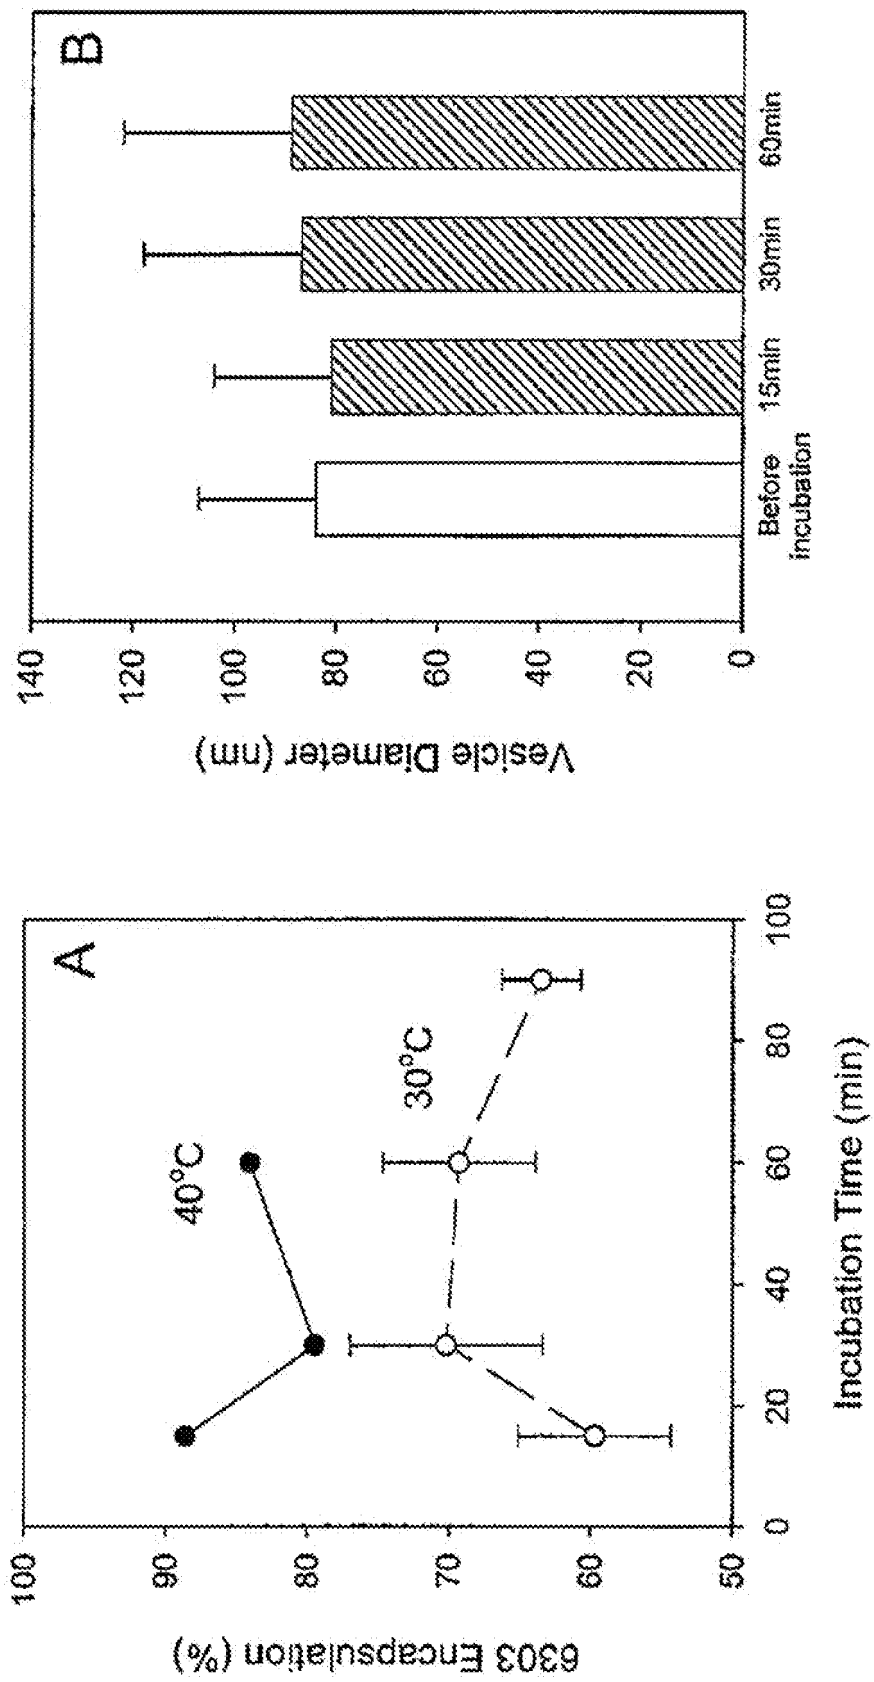 A
100
90
80
70
60
50
6303 Encapsulation (%)
40°C
30°C
0
20
40
60
80
100
Incubation Time (min)
B
140
120
100
80
60
40
20
0
Vesicle Diameter (nm)
Before
incubation
15min
30min
60min